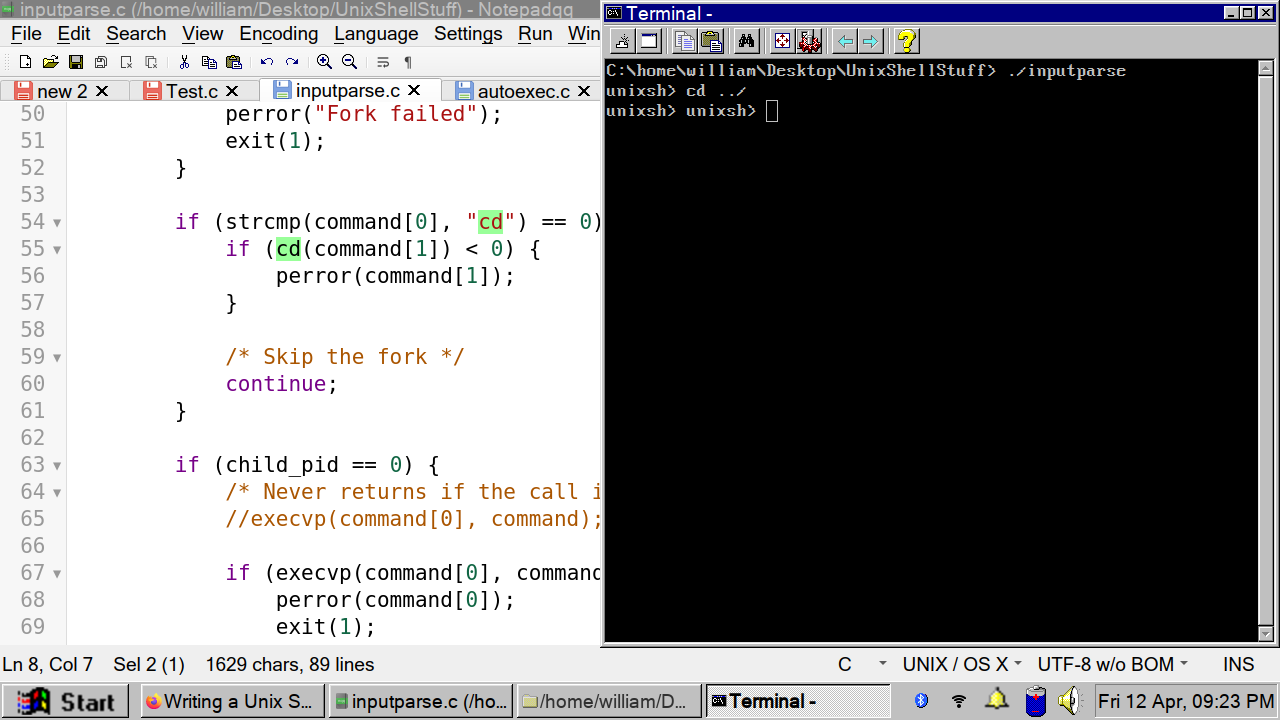 inputparse.c (/home/william/Desktop/UnixShellStuff) - Notepadqq
File Edit Search View Encoding Language Settings Run Win
new 2 Test.c inputparse.c autoexec.c
50 perror("Fork failed");
51 exit(1);
52 }
53
54 if (strcmp(command[0], "cd") == 0)
55 if (cd(command[1]) < 0) {
56 perror(command[1]);
57 }
58
59 /* Skip the fork */
60 continue;
61 }
62
63 if (child_pid == 0) {
64 /* Never returns if the call i
65 //execvp(command[0], command);
66
67 if (execvp(command[0], command
68 perror(command[0]);
69 exit(1);
Ln 8, Col 7 Sel 2 (1) 1629 chars, 89 lines C UNIX / OS X UTF-8 w/o BOM INS
Terminal -
C:\home\william\Desktop\UnixShellStuff> ./inputparse
unixsh> cd ../
unixsh> unixsh>
Start Writing a Unix S... inputparse.c (/ho... /home/william/D... Terminal - Fri 12 Apr, 09:23 PM